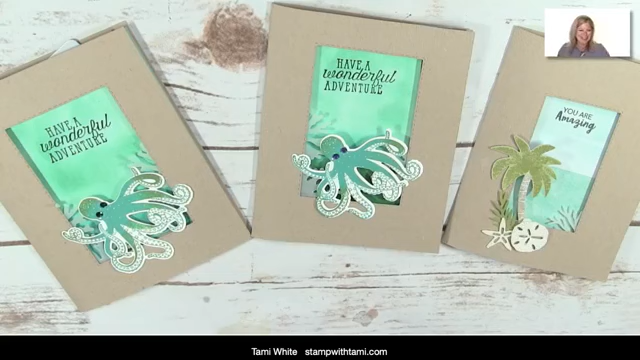 HAVE A
wonderful
ADVENTURE
HAVE A
wonderful
ADVENTURE
YOU ARE
Amazing
Tami White stampwithtami.com